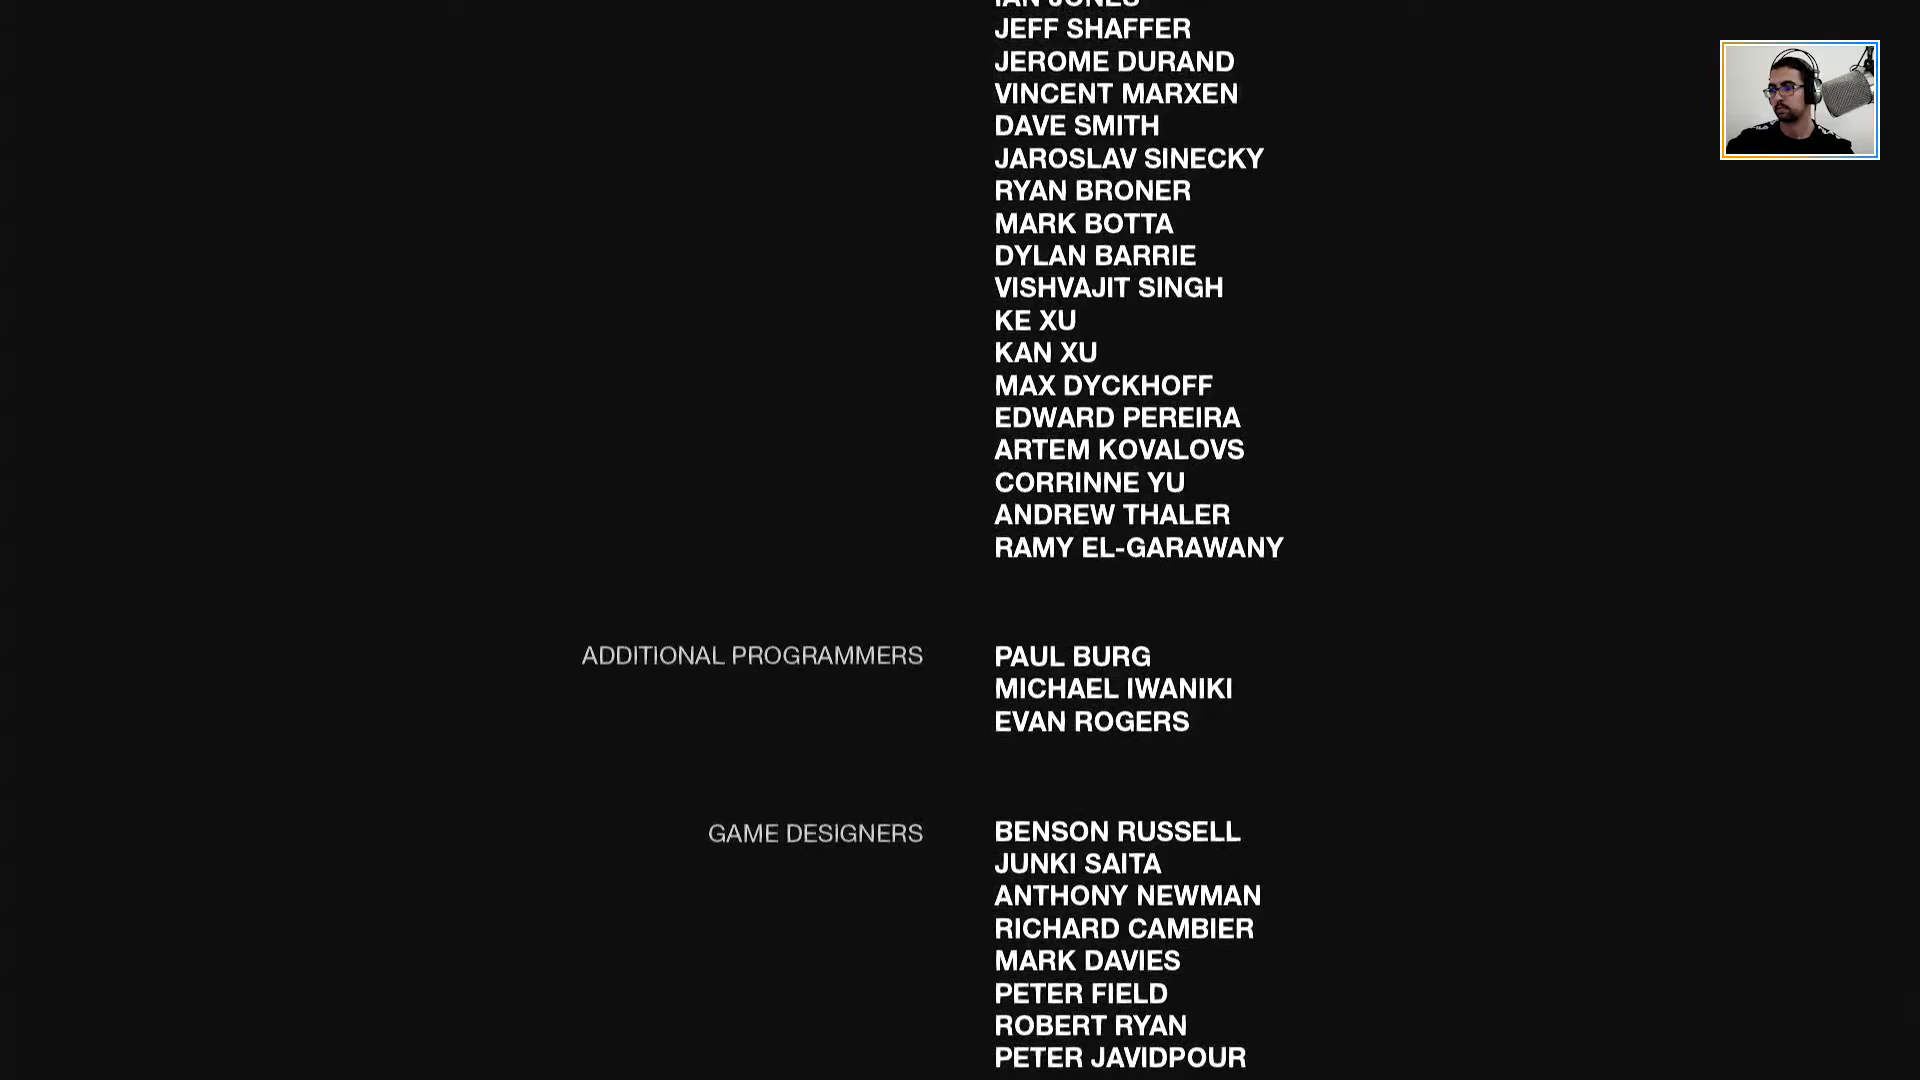 IAN JONES
JEFF SHAFFER
JEROME DURAND
VINCENT MARXEN
DAVE SMITH
JAROSLAV SINECKY
RYAN BRONER
MARK BOTTA
DYLAN BARRIE
VISHVAJIT SINGH
KE XU
KAN XU
MAX DYCKHOFF
EDWARD PEREIRA
ARTEM KOVALOVS
CORRINNE YU
ANDREW THALER
RAMY EL-GARAWANY
ADDITIONAL PROGRAMMERS PAUL BURG
MICHAEL IWANIKI
EVAN ROGERS
GAME DESIGNERS BENSON RUSSELL
JUNKI SAITA
ANTHONY NEWMAN
RICHARD CAMBIER
MARK DAVIES
PETER FIELD
ROBERT RYAN
PETER JAVIDPOUR